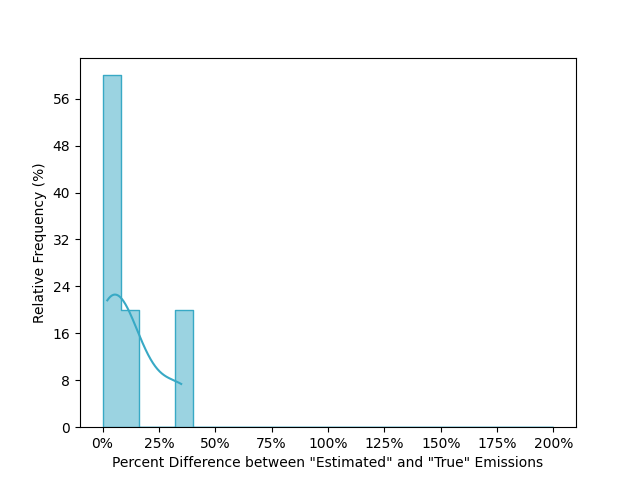 56
48
40
32
24
16
8
0
Relative Frequency (%)
0% 25% 50% 75% 100% 125% 150% 175% 200%
Percent Difference between "Estimated" and "True" Emissions